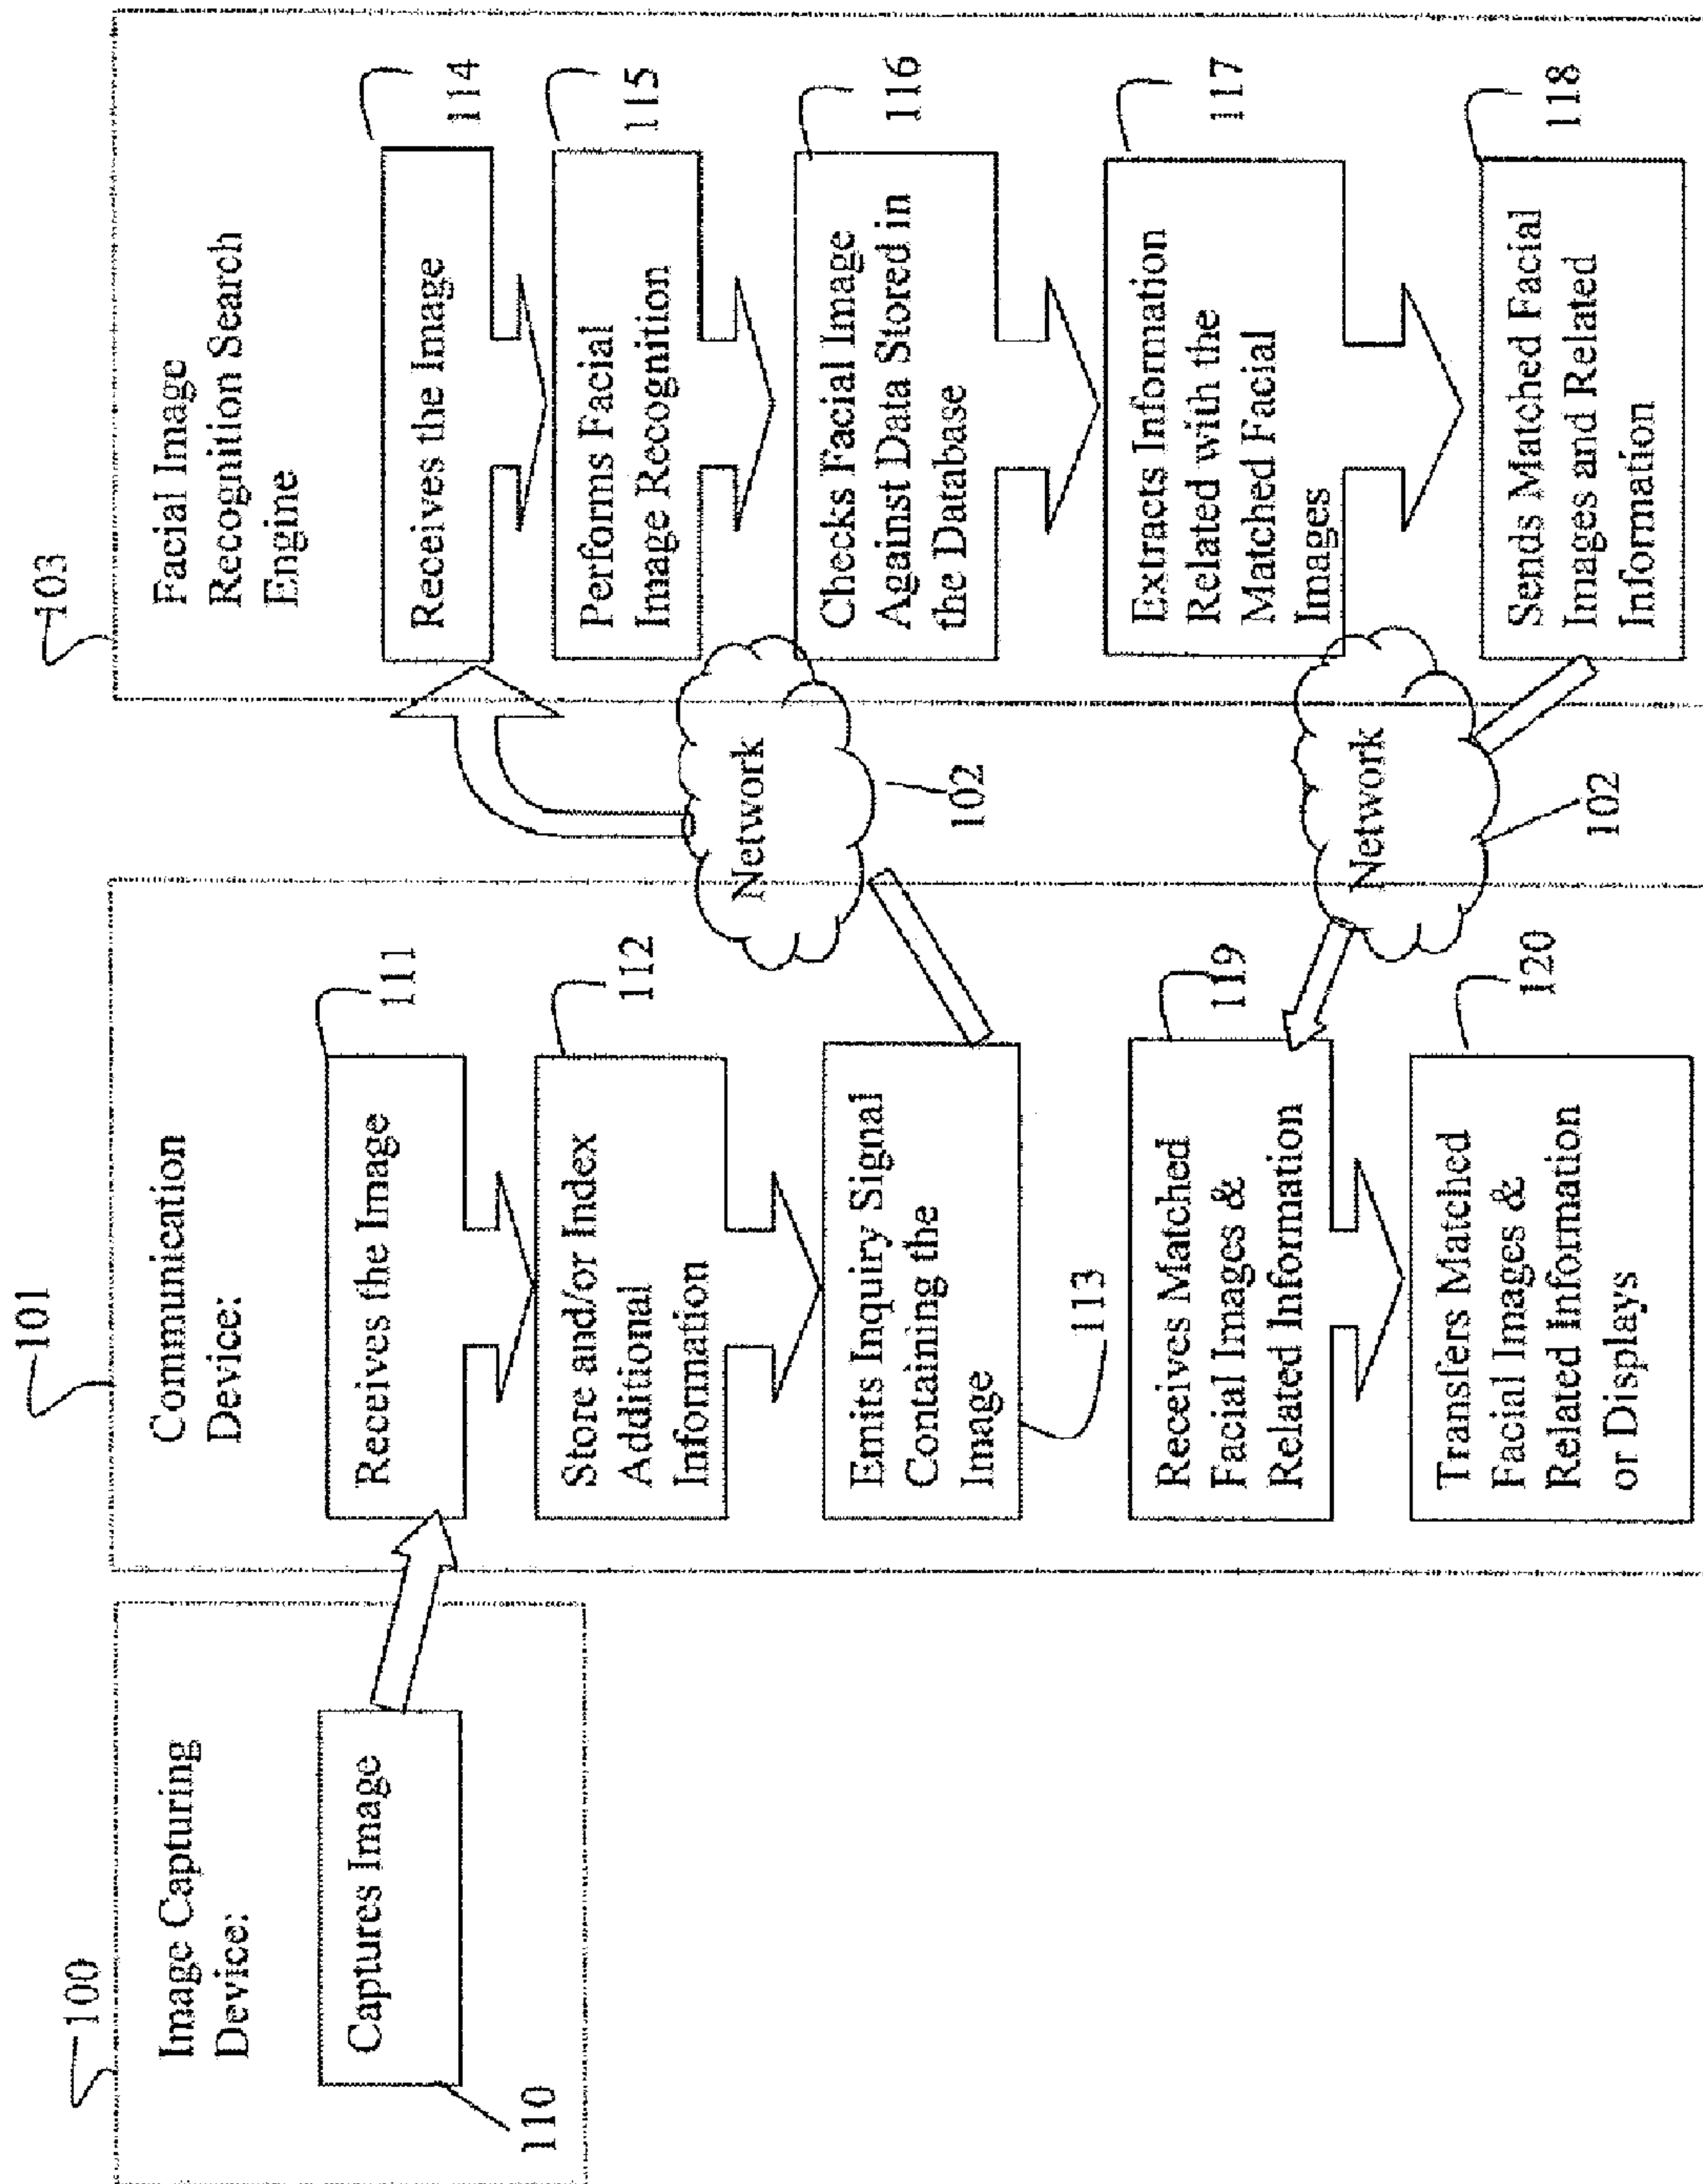 100
Image Capturing
Device:
Captures Image
110
101
Communication
Device:
Receives the Image
111
Store and/or Index
Additional
Information
112
Emits Inquiry Signal
Containing the
Image
113
Receives Matched
Facial Images &
Related Information
119
Transfers Matched
Facial Images &
Related Information
or Displays
120
Network
102
Network
102
103
Facial Image
Recognition Search
Engine
Receives the Image
114
Performs Facial
Image Recognition
115
Checks Facial Image
Against Data Stored in
the Database
116
Extracts Information
Related with the
Matched Facial
Images
117
Sends Matched Facial
Images and Related
Information
118